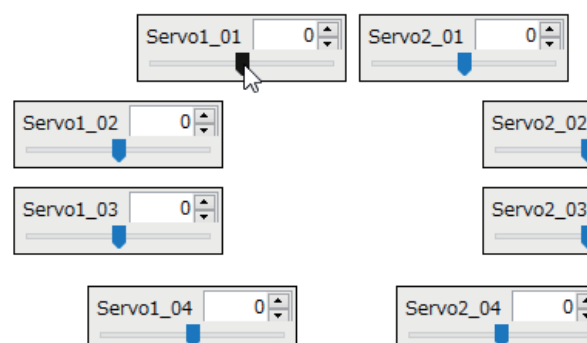 Servo1_01 0 Servo2_01 0
Servo1_02 0 Servo2_02
Servo1_03 0 Servo2_03
Servo1_04 0 Servo2_04 0